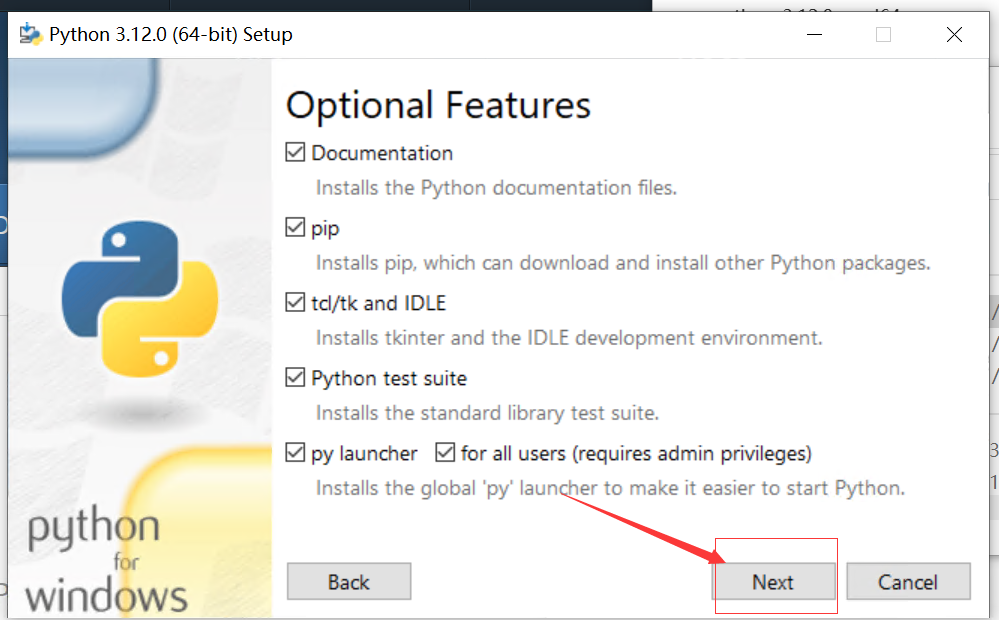 Python 3.12.0 (64-bit) Setup
Optional Features
Documentation
Installs the Python documentation files.
pip
Installs pip, which can download and install other Python packages.
tcl/tk and IDLE
Installs tkinter and the IDLE development environment.
Python test suite
Installs the standard library test suite.
py launcher for all users (requires admin privileges)
Installs the global 'py' launcher to make it easier to start Python.
python
for
windows
Back Next Cancel